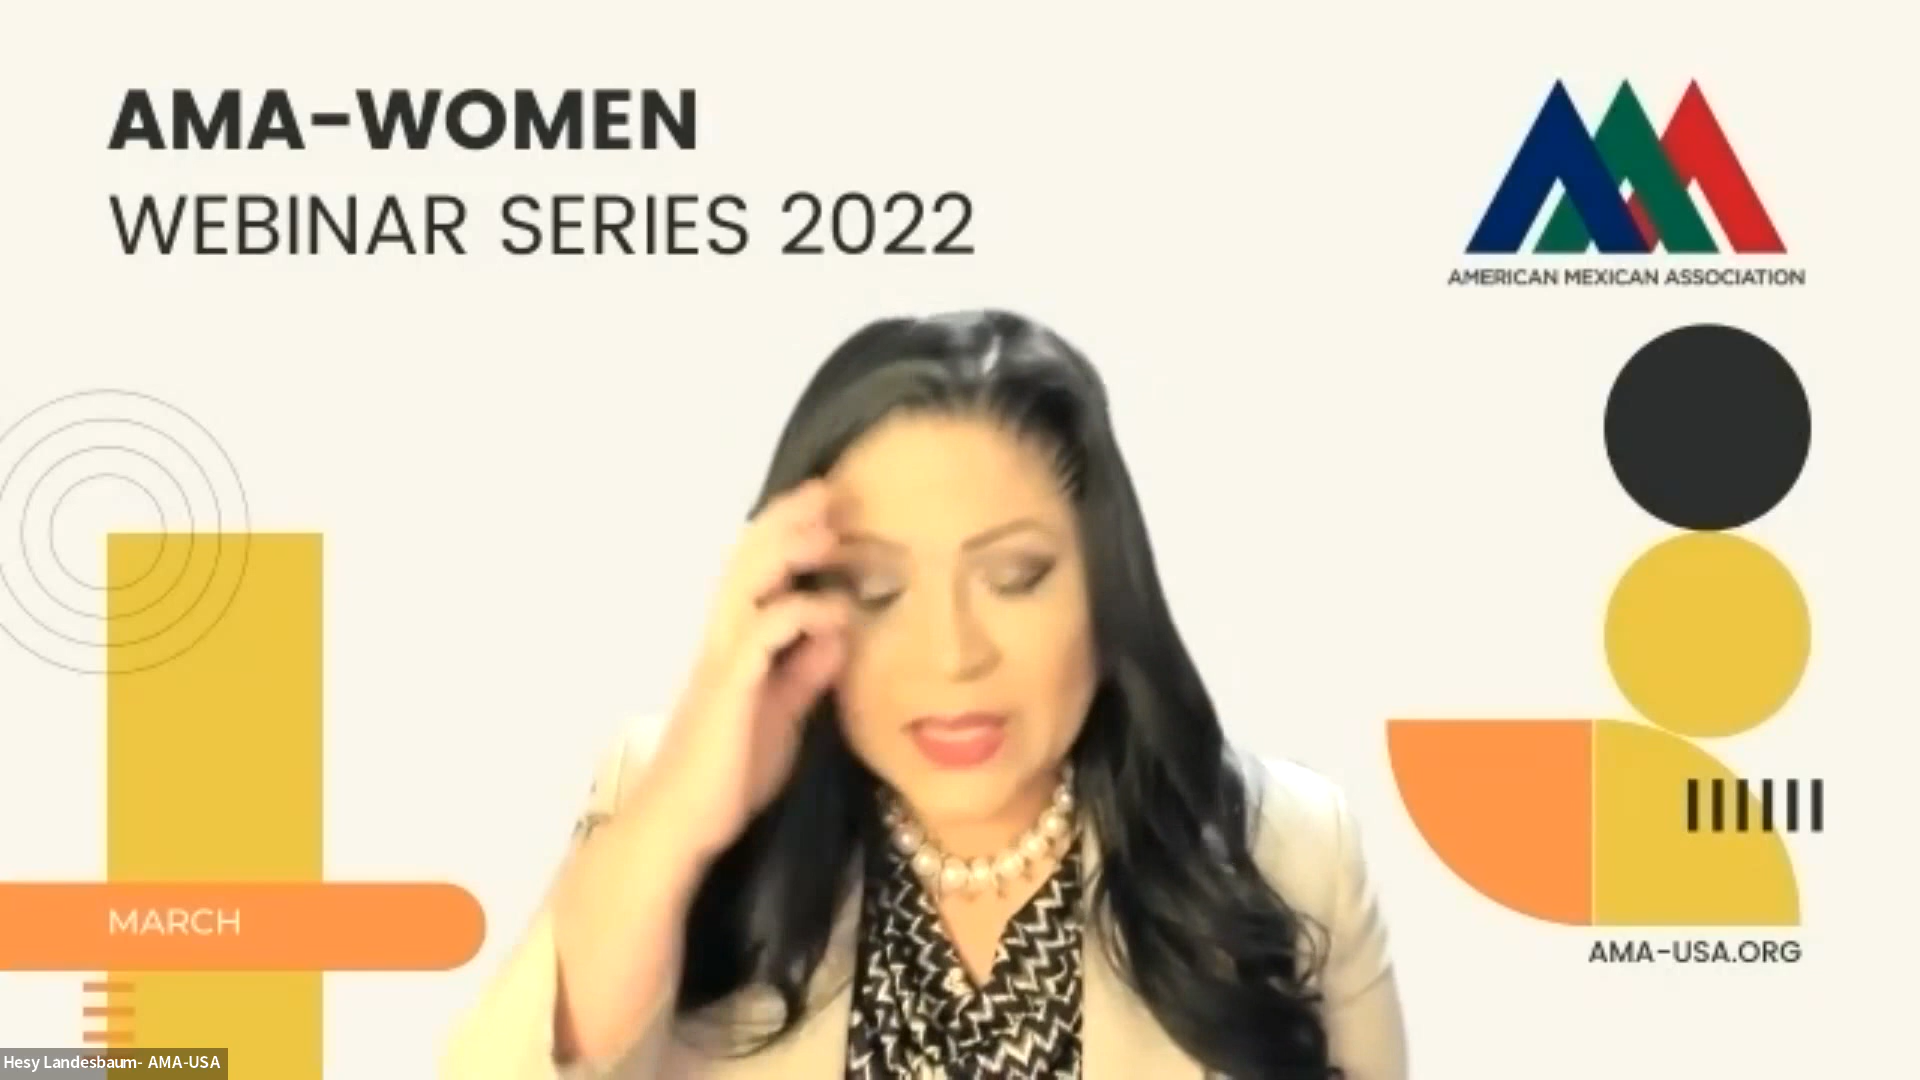 AMA-WOMEN
WEBINAR SERIES 2022
AMERICAN MEXICAN ASSOCIATION
MARCH
AMA-USA.ORG
Hesy Landesbaum- AMA-USA